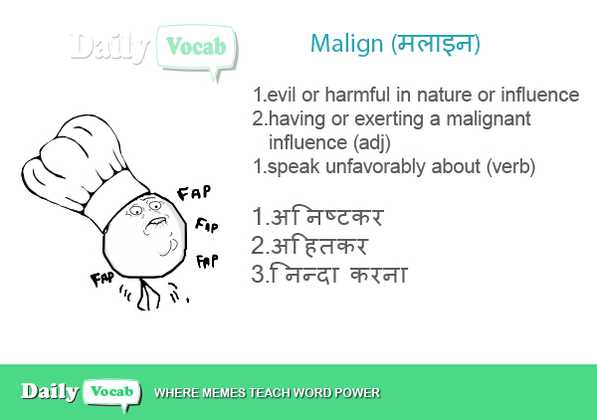 Daily Vocab
Malign (मलाइन)
1.evil or harmful in nature or influence
2.having or exerting a malignant
influence (adj)
1.speak unfavorably about (verb)
1.अनिष्टकर
2.अहितकर
3.निन्दा करना
FAP
FAP
FAP
FAP
Daily Vocab WHERE MEMES TEACH WORD POWER